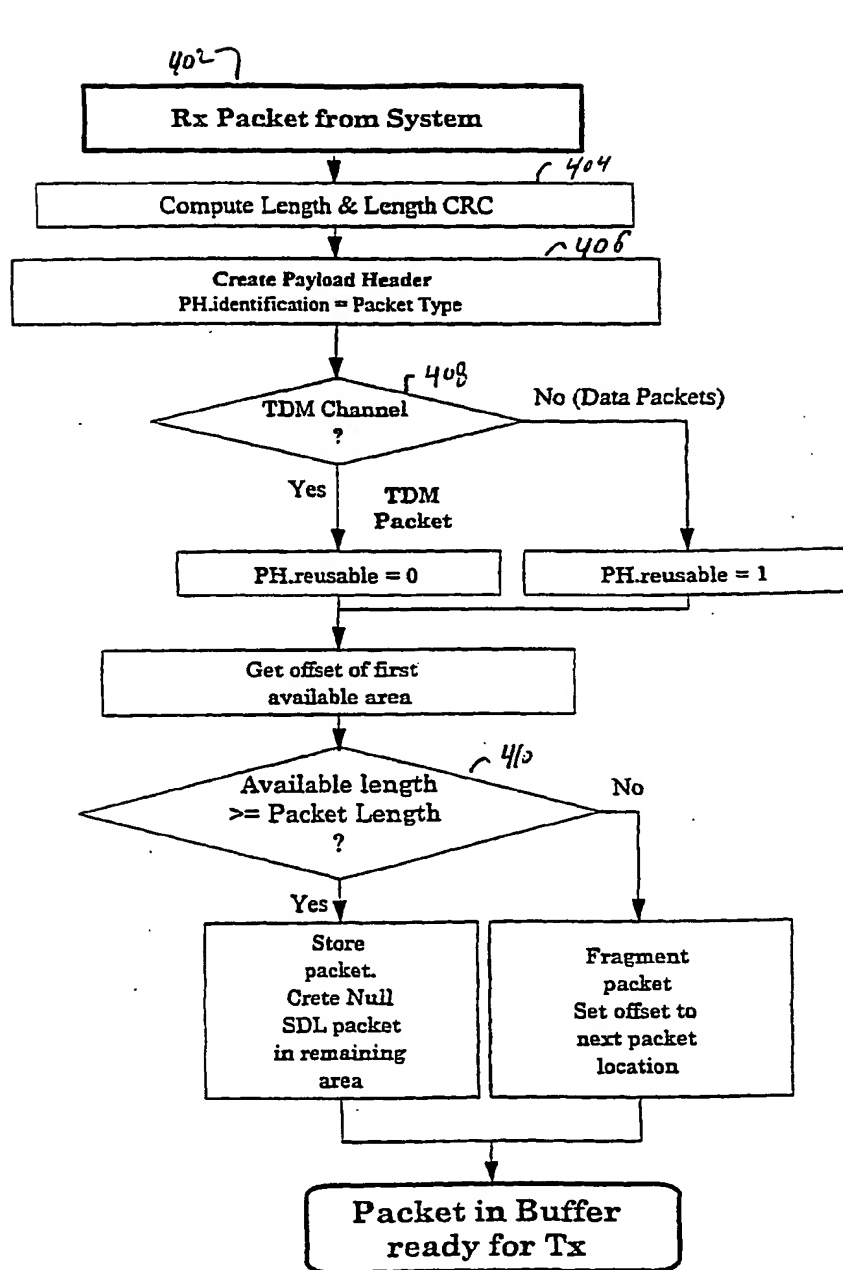 402
Rx Packet from System
404
Compute Length & Length CRC
406
Create Payload Header
PH.identification = Packet Type
408
TDM Channel
?
No (Data Packets)
Yes
TDM
Packet
PH.reusable = 0
PH.reusable = 1
Get offset of first
available area
410
Available length
>= Packet Length
?
No
Yes
Store
packet.
Crete Null
SDL packet
in remaining
area
Fragment
packet
Set offset to
next packet
location
Packet in Buffer
ready for Tx